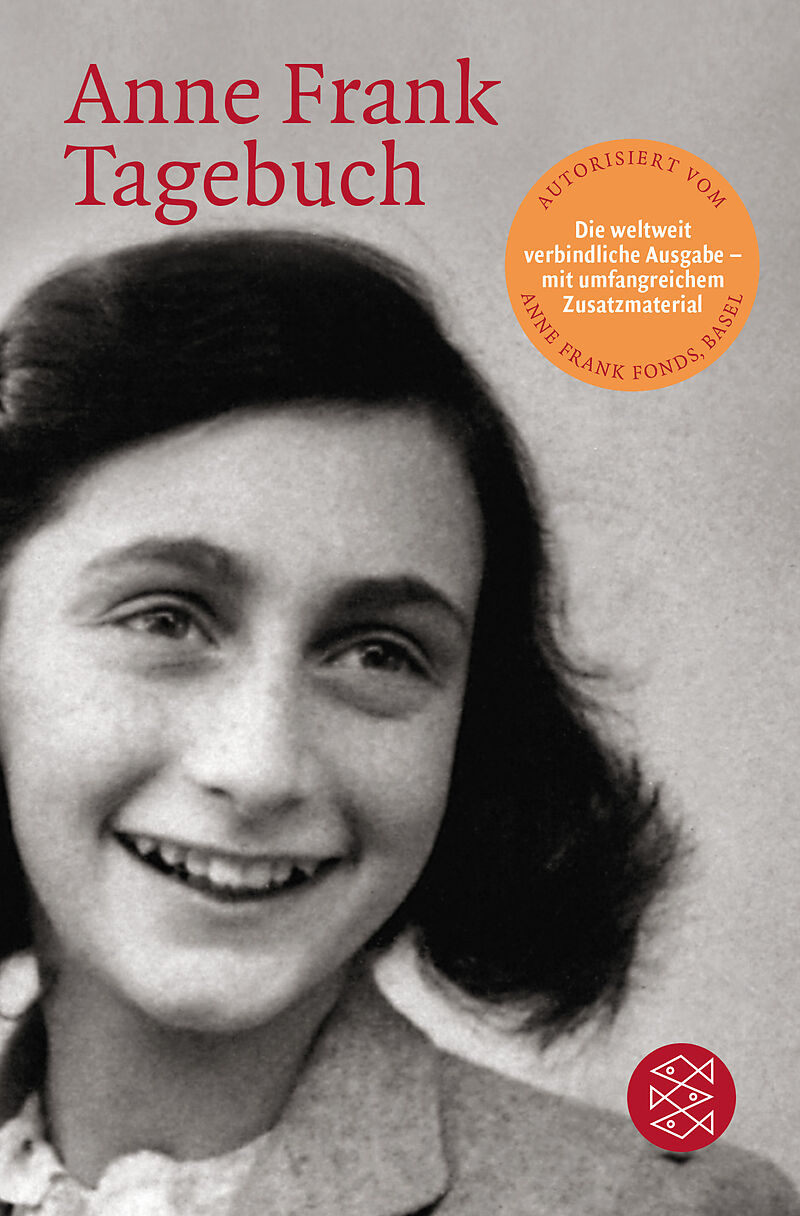 Anne Frank
Tagebuch
AUTORISIERT VOM
Die weltweit
verbindliche Ausgabe –
mit umfangreichem
Zusatzmaterial
ANNE FRANK FONDS, BASEL